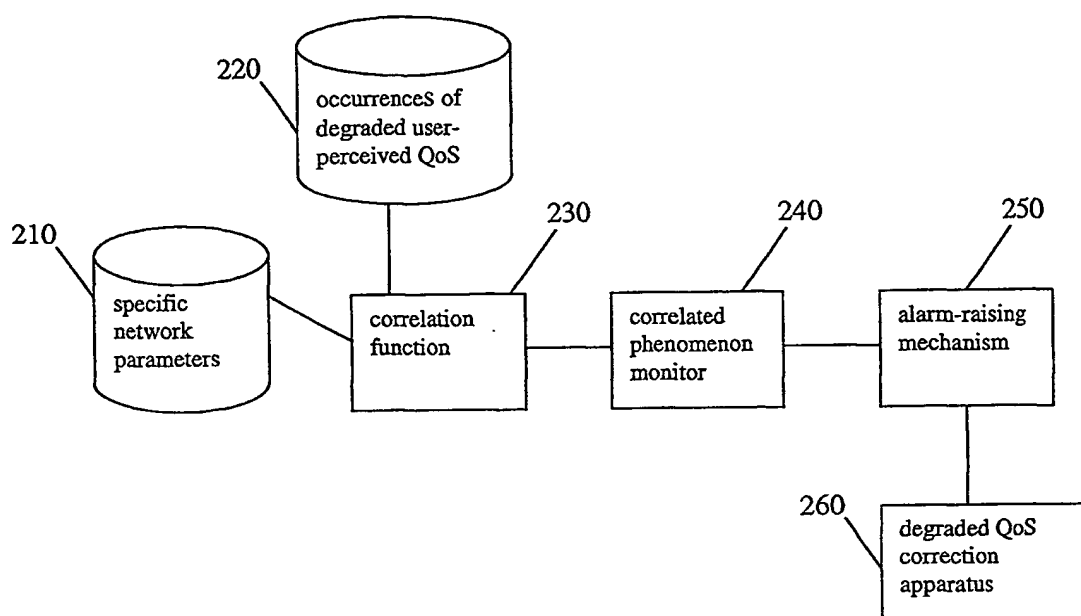 220
occurrences of
degraded user-
perceived QoS
210
specific
network
parameters
230
correlation
function
240
correlated
phenomenon
monitor
250
alarm-raising
mechanism
260
degraded QoS
correction
apparatus